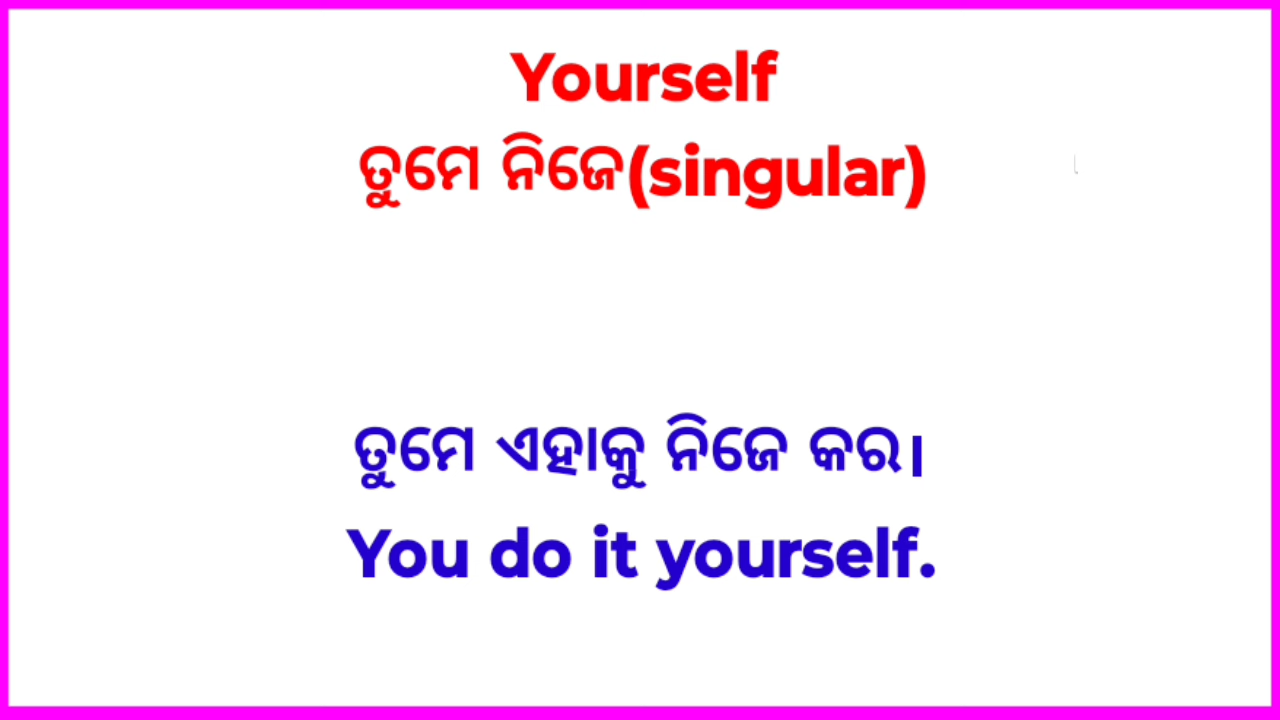 Yourself
ତୁମେ ନିଜେ(singular)
ତୁମେ ଏହାକୁ ନିଜେ କର।
You do it yourself.